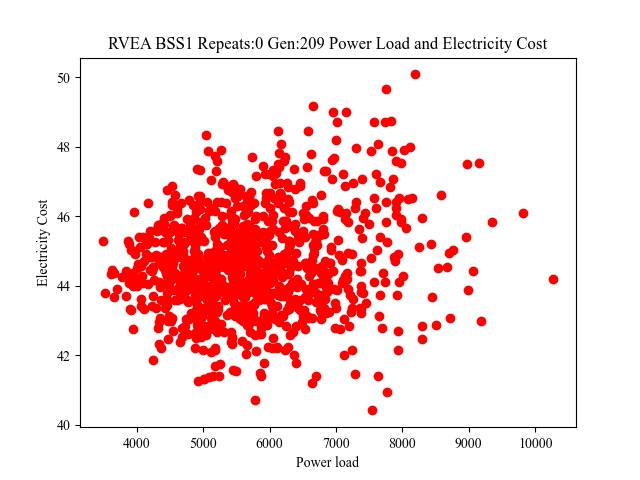 RVEA BSS1 Repeats:0 Gen:209 Power Load and Electricity Cost
50
48
46
44
42
40
Electricity Cost
4000 5000 6000 7000 8000 9000 10000
Power load